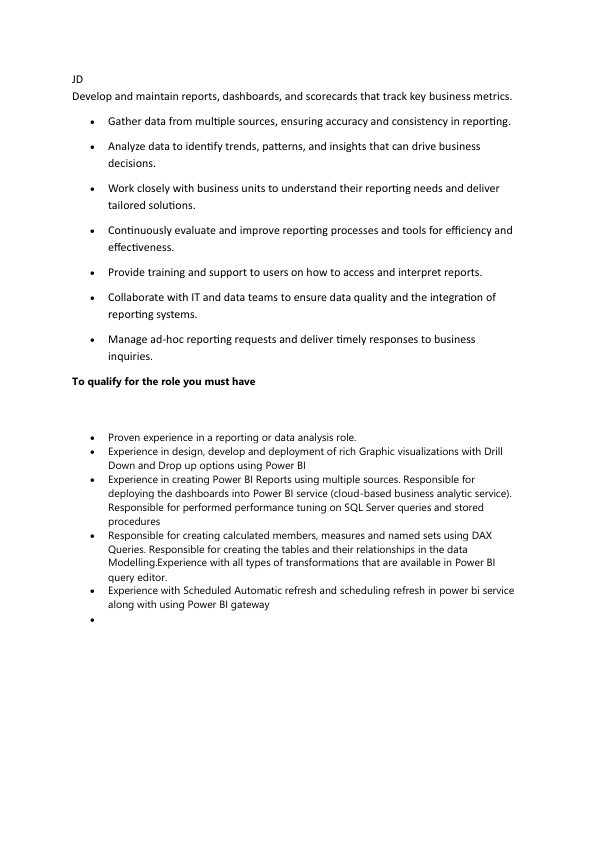 JD
Develop and maintain reports, dashboards, and scorecards that track key business metrics.
• Gather data from multiple sources, ensuring accuracy and consistency in reporting.
• Analyze data to identify trends, patterns, and insights that can drive business
decisions.
• Work closely with business units to understand their reporting needs and deliver
tailored solutions.
• Continuously evaluate and improve reporting processes and tools for efficiency and
effectiveness.
• Provide training and support to users on how to access and interpret reports.
• Collaborate with IT and data teams to ensure data quality and the integration of
reporting systems.
• Manage ad-hoc reporting requests and deliver timely responses to business
inquiries.
To qualify for the role you must have
• Proven experience in a reporting or data analysis role.
• Experience in design, develop and deployment of rich Graphic visualizations with Drill
Down and Drop up options using Power BI
• Experience in creating Power BI Reports using multiple sources. Responsible for
deploying the dashboards into Power BI service (cloud-based business analytic service).
Responsible for performed performance tuning on SQL Server queries and stored
procedures
• Responsible for creating calculated members, measures and named sets using DAX
Queries. Responsible for creating the tables and their relationships in the data
Modelling.Experience with all types of transformations that are available in Power BI
query editor.
• Experience with Scheduled Automatic refresh and scheduling refresh in power bi service
along with using Power BI gateway
•